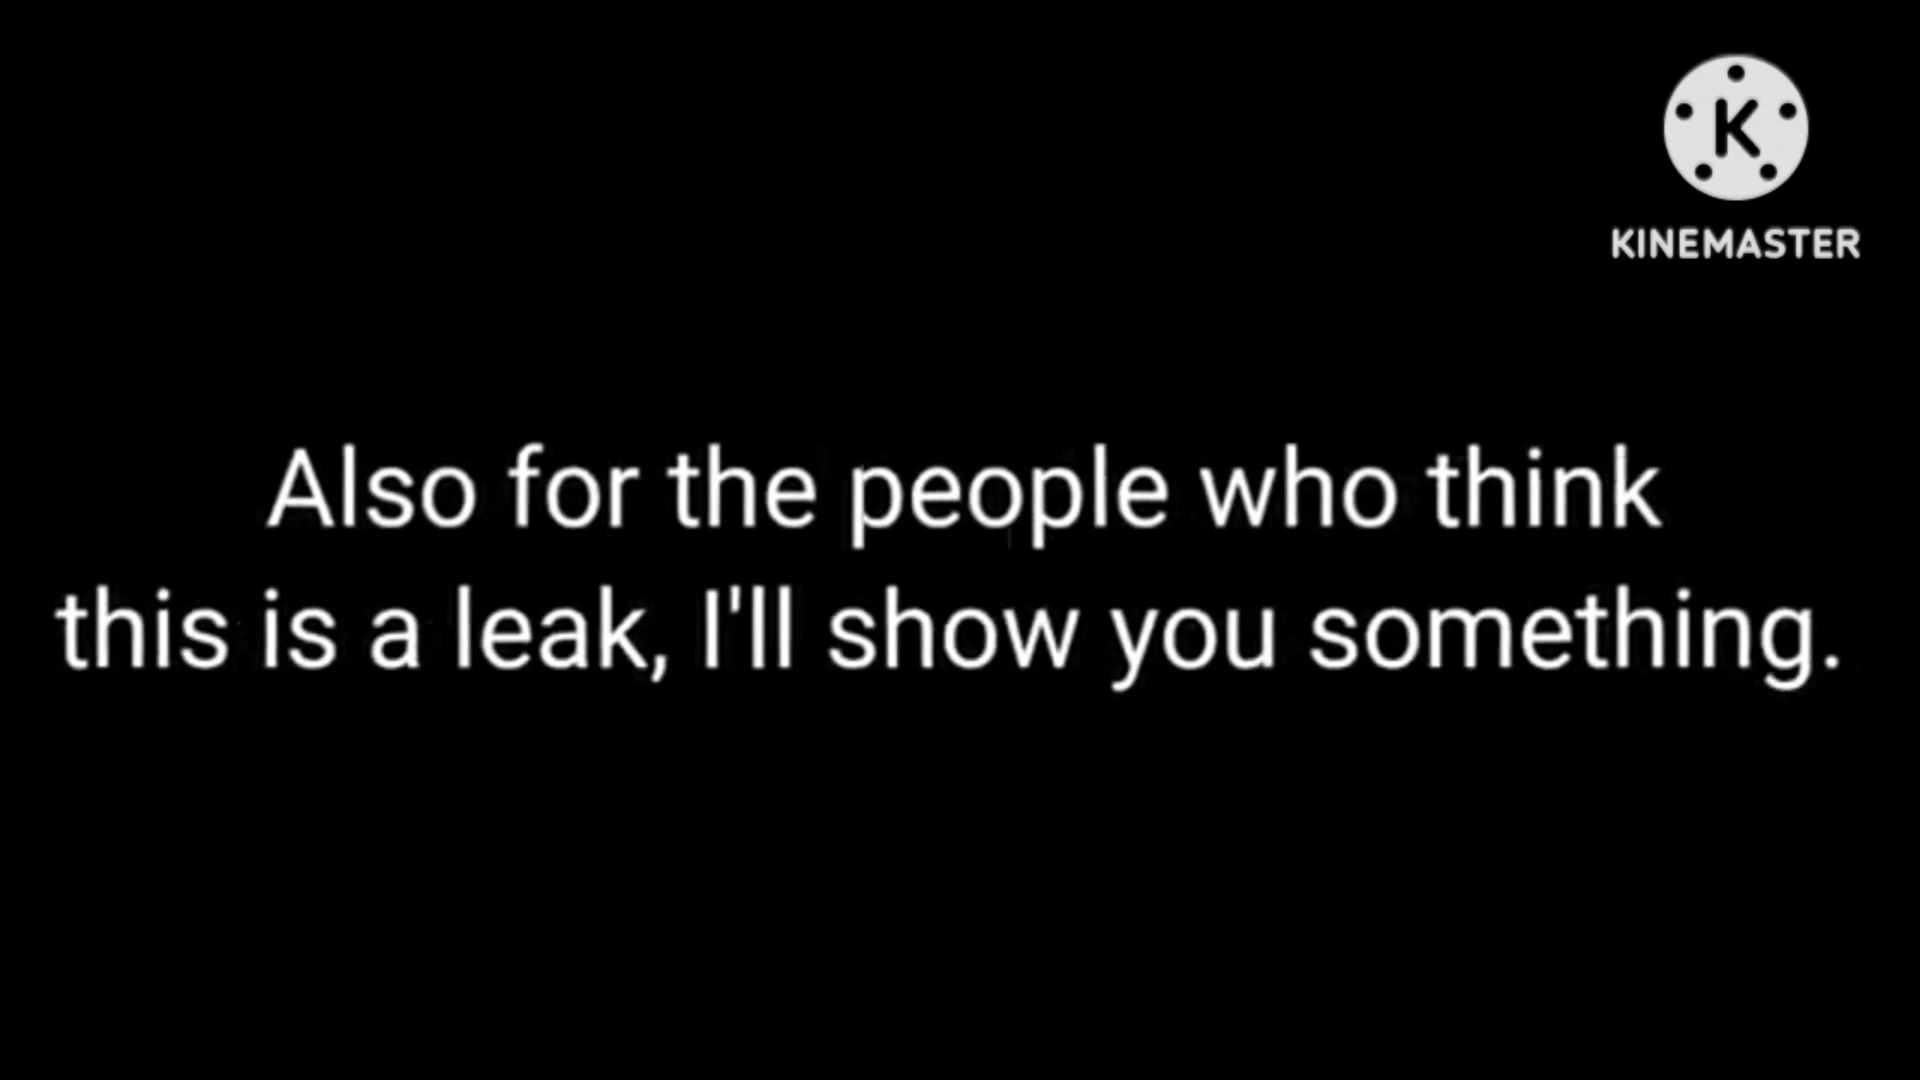 K
KINEMASTER
Also for the people who think
this is a leak, I'll show you something.